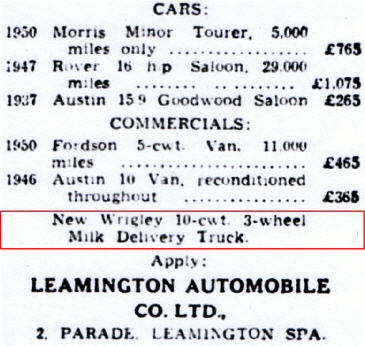 CARS:
1950 Morris Minor Tourer, 5,000
miles only .................. £765
1947 Rover 16 h p Saloon, 29,000
miles ........ .. .......... £1,075
1937 Austin 15 9 Goodwood Saloon £265
COMMERCIALS:
1950 Fordson 5-cwt. Van, 11,000
miles ........................ £465
1946 Austin 10 Van, reconditioned
throughout .................. £365
New Wrigley 10-cwt. 3-wheel
Milk Delivery Truck.
Apply:
LEAMINGTON AUTOMOBILE
CO. LTD.,
2, PARADE, LEAMINGTON SPA.